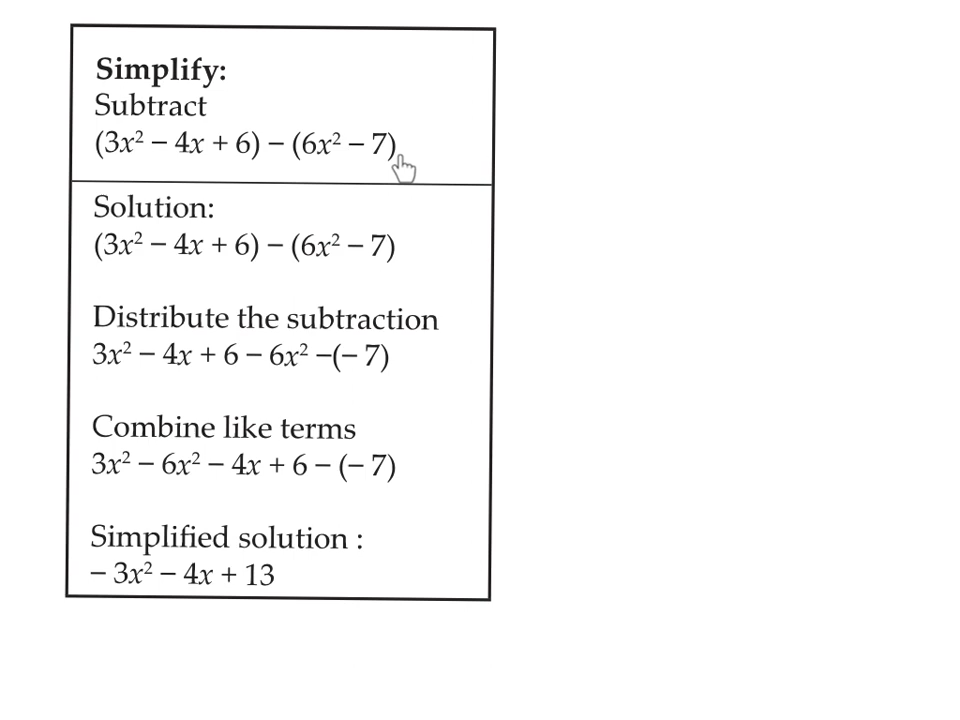 Simplify:
Subtract
(3x² − 4x + 6) − (6x² − 7)
Solution:
(3x² − 4x + 6) − (6x² − 7)
Distribute the subtraction
3x² − 4x + 6 − 6x² −(− 7)
Combine like terms
3x² − 6x² − 4x + 6 − (− 7)
Simplified solution :
− 3x² − 4x + 13